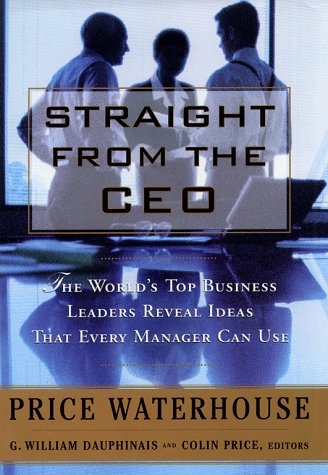 STRAIGHT
FROM THE
CEO
THE WORLD'S TOP BUSINESS
LEADERS REVEAL IDEAS
THAT EVERY MANAGER CAN USE
PRICE WATERHOUSE
G. WILLIAM DAUPHINAIS AND COLIN PRICE, EDITORS